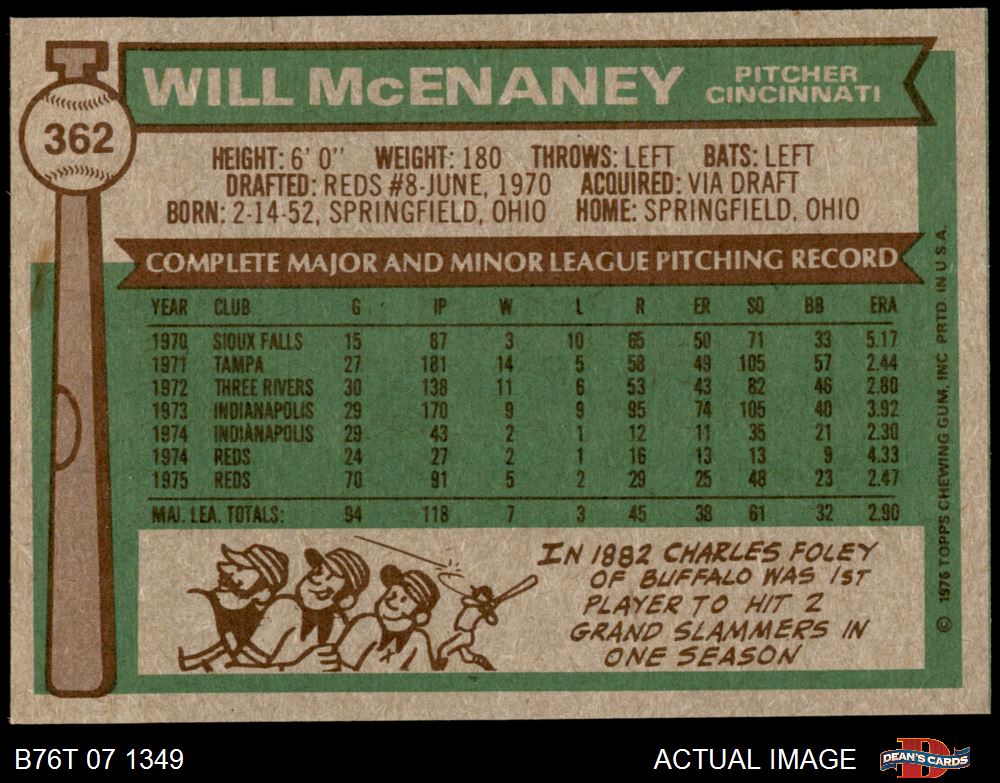 362
WILL McENANEY
PITCHER
CINCINNATI
HEIGHT: 6' 0" WEIGHT: 180 THROWS: LEFT BATS: LEFT
DRAFTED: REDS #8-JUNE, 1970 ACQUIRED: VIA DRAFT
BORN: 2-14-52, SPRINGFIELD, OHIO HOME: SPRINGFIELD, OHIO
COMPLETE MAJOR AND MINOR LEAGUE PITCHING RECORD
YEAR CLUB G IP W L R ER SO BB ERA
1970 SIOUX FALLS 15 87 3 10 65 50 71 33 5.17
1971 TAMPA 27 181 14 5 58 49 105 57 2.44
1972 THREE RIVERS 30 138 11 6 53 43 82 46 2.80
1973 INDIANAPOLIS 29 170 9 9 95 74 105 40 3.92
1974 INDIANAPOLIS 29 43 2 1 12 11 35 21 2.30
1974 REDS 24 27 2 1 16 13 13 9 4.33
1975 REDS 70 91 5 2 29 25 48 23 2.47
MAJ. LEA. TOTALS: 94 118 7 3 45 38 61 32 2.90
IN 1882 CHARLES FOLEY
OF BUFFALO WAS 1ST
PLAYER TO HIT 2
GRAND SLAMMERS IN
ONE SEASON
© 1976 TOPPS CHEWING GUM, INC PRTD IN U.S.A.
B76T 07 1349
ACTUAL IMAGE
DEAN'S CARDS